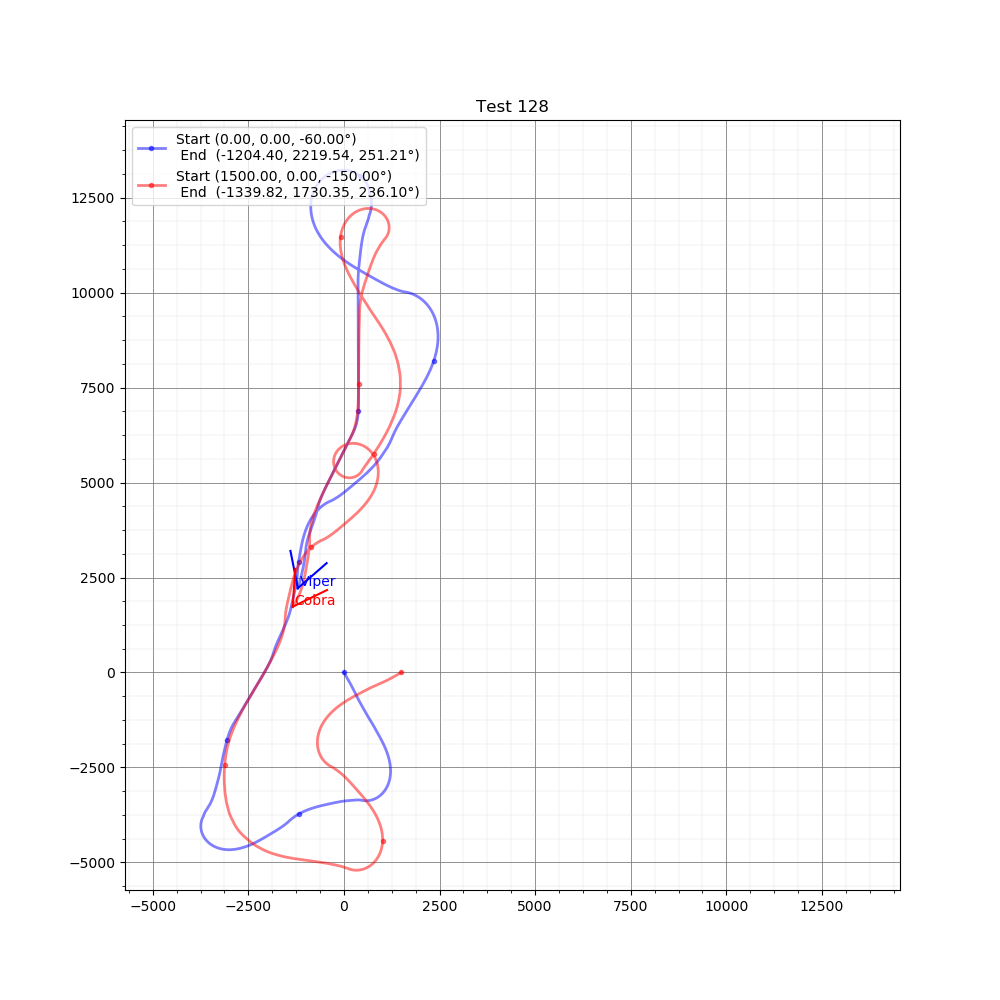 Test 128
Start (0.00, 0.00, -60.00°)
End (-1204.40, 2219.54, 251.21°)
Start (1500.00, 0.00, -150.00°)
End (-1339.82, 1730.35, 236.10°)
12500
10000
7500
5000
2500
0
−2500
−5000
Viper
Cobra
−5000 −2500 0 2500 5000 7500 10000 12500